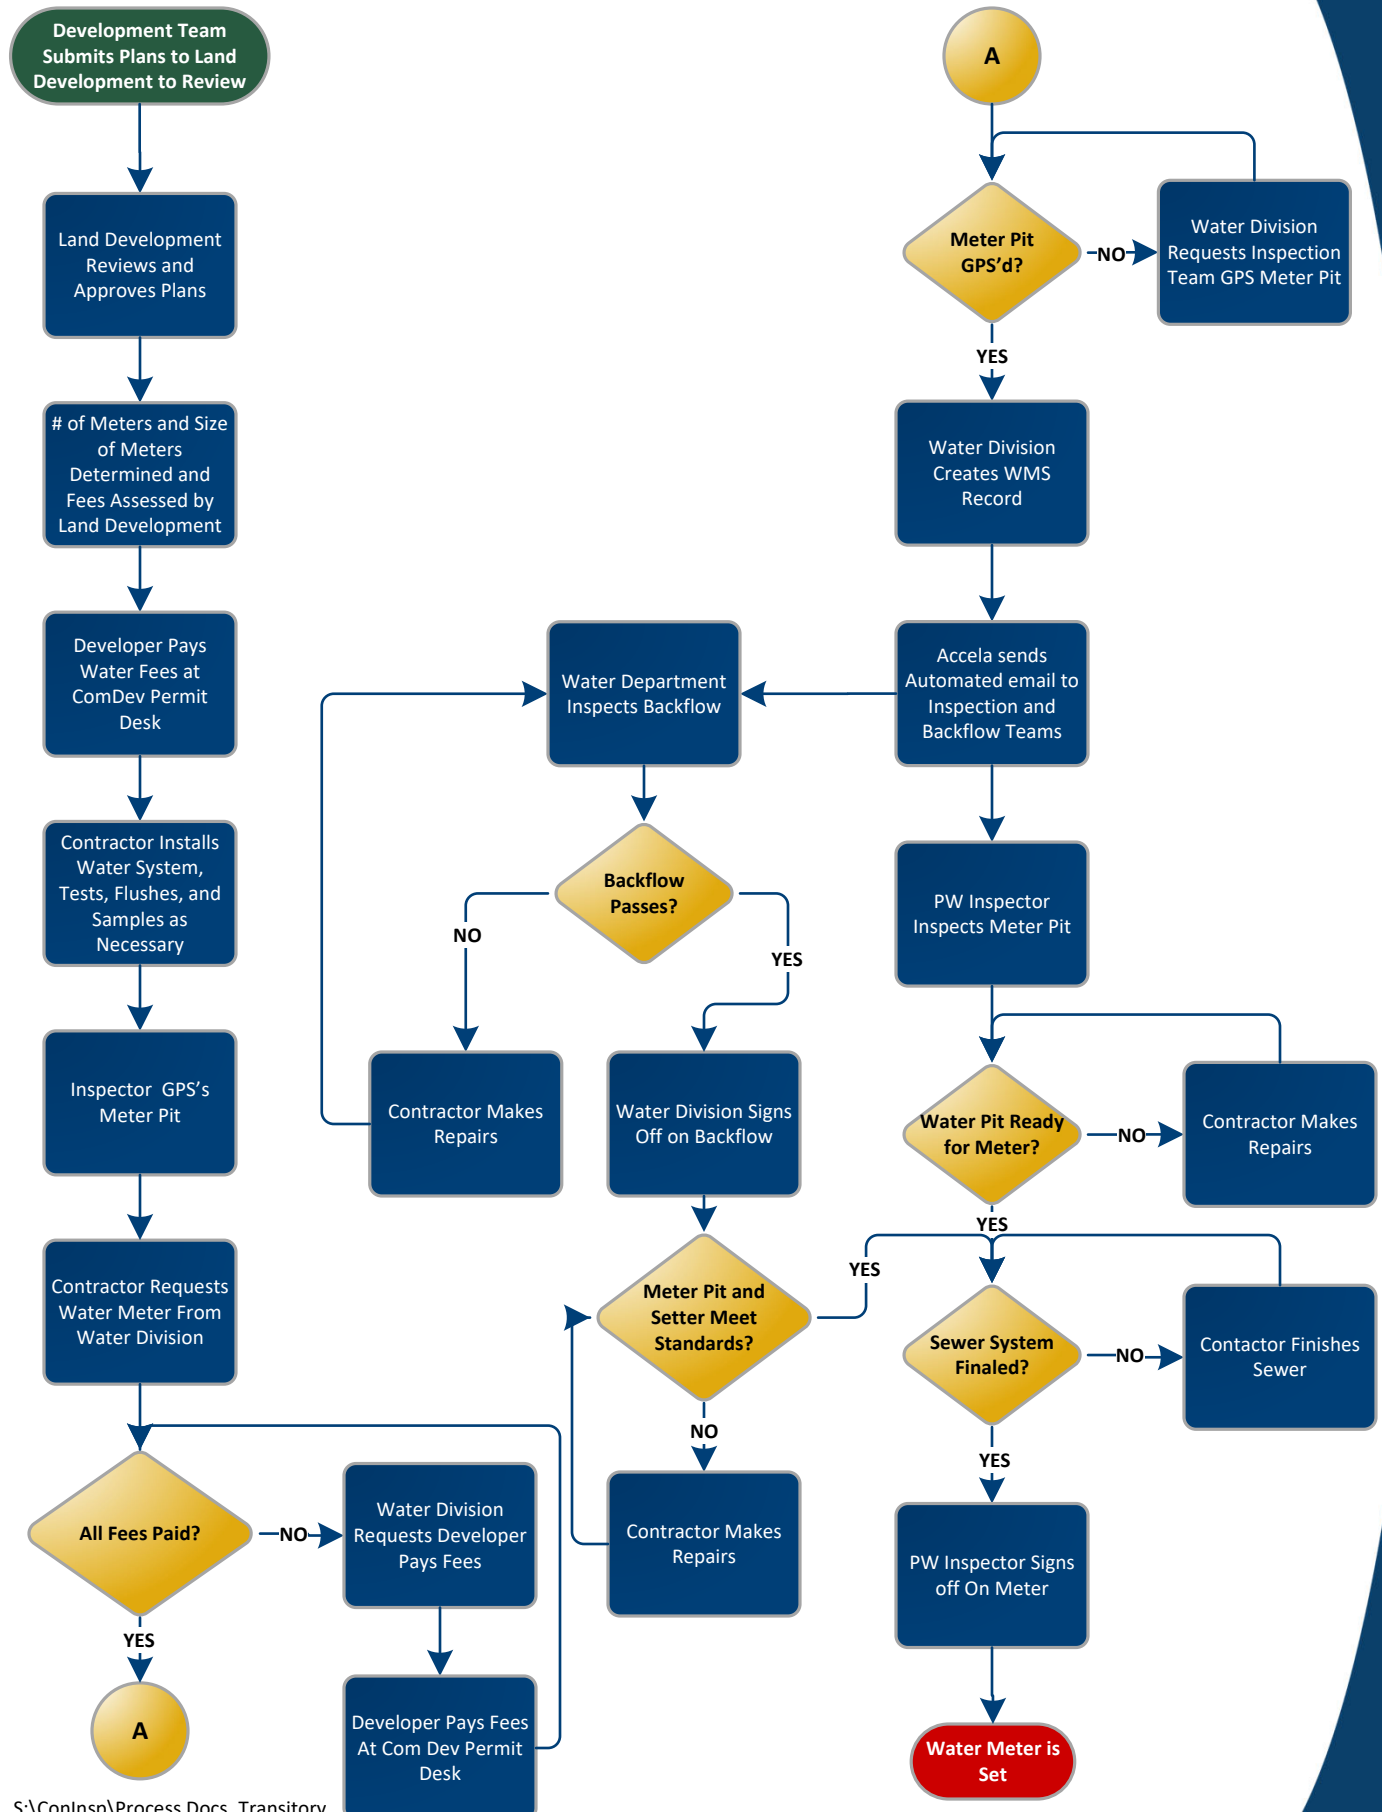 Development Team
Submits Plans to Land
Development to Review
Land Development
Reviews and
Approves Plans
# of Meters and Size
of Meters
Determined and
Fees Assessed by
Land Development
Developer Pays
Water Fees at
ComDev Permit
Desk
Contractor Installs
Water System,
Tests, Flushes, and
Samples as
Necessary
Inspector GPS's
Meter Pit
Contractor Requests
Water Meter From
Water Division
All Fees Paid?
NO
Water Division
Requests Developer
Pays Fees
Developer Pays Fees
At Com Dev Permit
Desk
YES
A
S:\ConInsp\Process Docs_Transitory
A
Meter Pit
GPS'd?
NO
Water Division
Requests Inspection
Team GPS Meter Pit
YES
Water Division
Creates WMS
Record
Accela sends
Automated email to
Inspection and
Backflow Teams
Water Department
Inspects Backflow
Backflow
Passes?
NO
Contractor Makes
Repairs
YES
Water Division Signs
Off on Backflow
Meter Pit and
Setter Meet
Standards?
YES
NO
Contractor Makes
Repairs
PW Inspector
Inspects Meter Pit
Water Pit Ready
for Meter?
NO
Contractor Makes
Repairs
YES
Sewer System
Finaled?
NO
Contactor Finishes
Sewer
YES
PW Inspector Signs
off On Meter
Water Meter is
Set